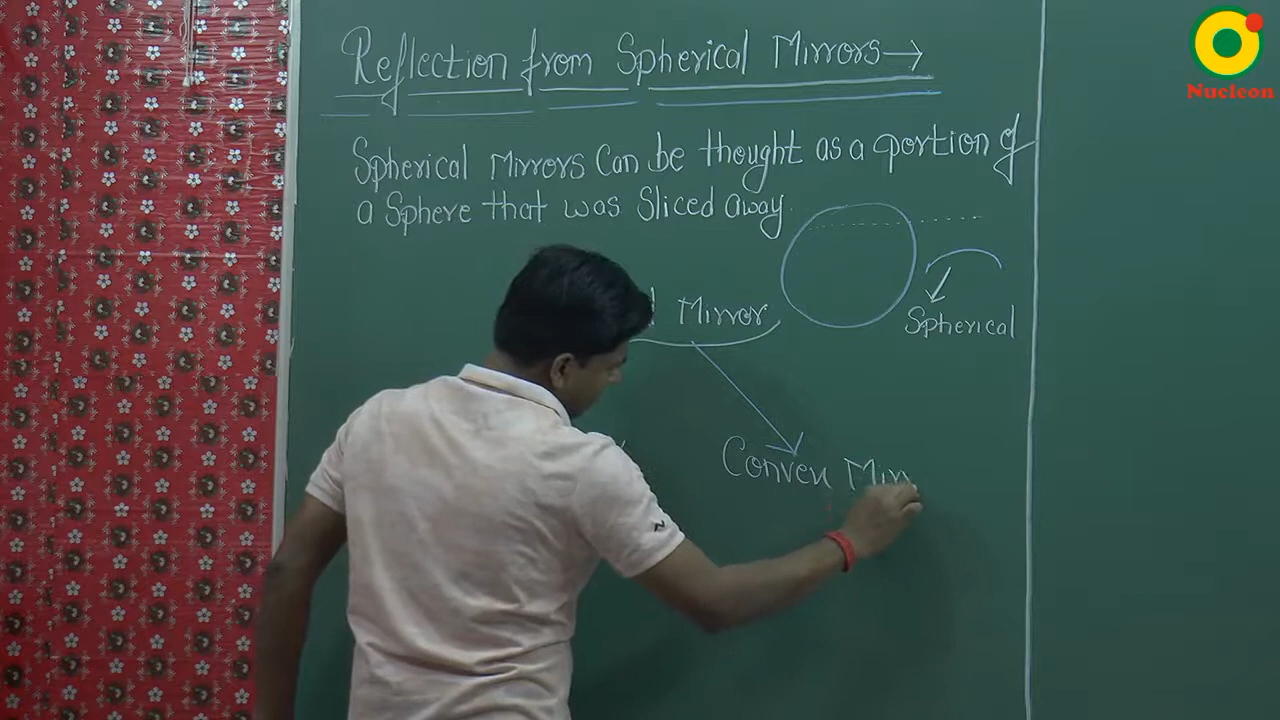 Reflection from Spherical Mirrors→
Spherical Mirrors Can be thought as a portion of
a Sphere that was Sliced away.
Mirror
Spherical
Convex Mirr
Nucleon